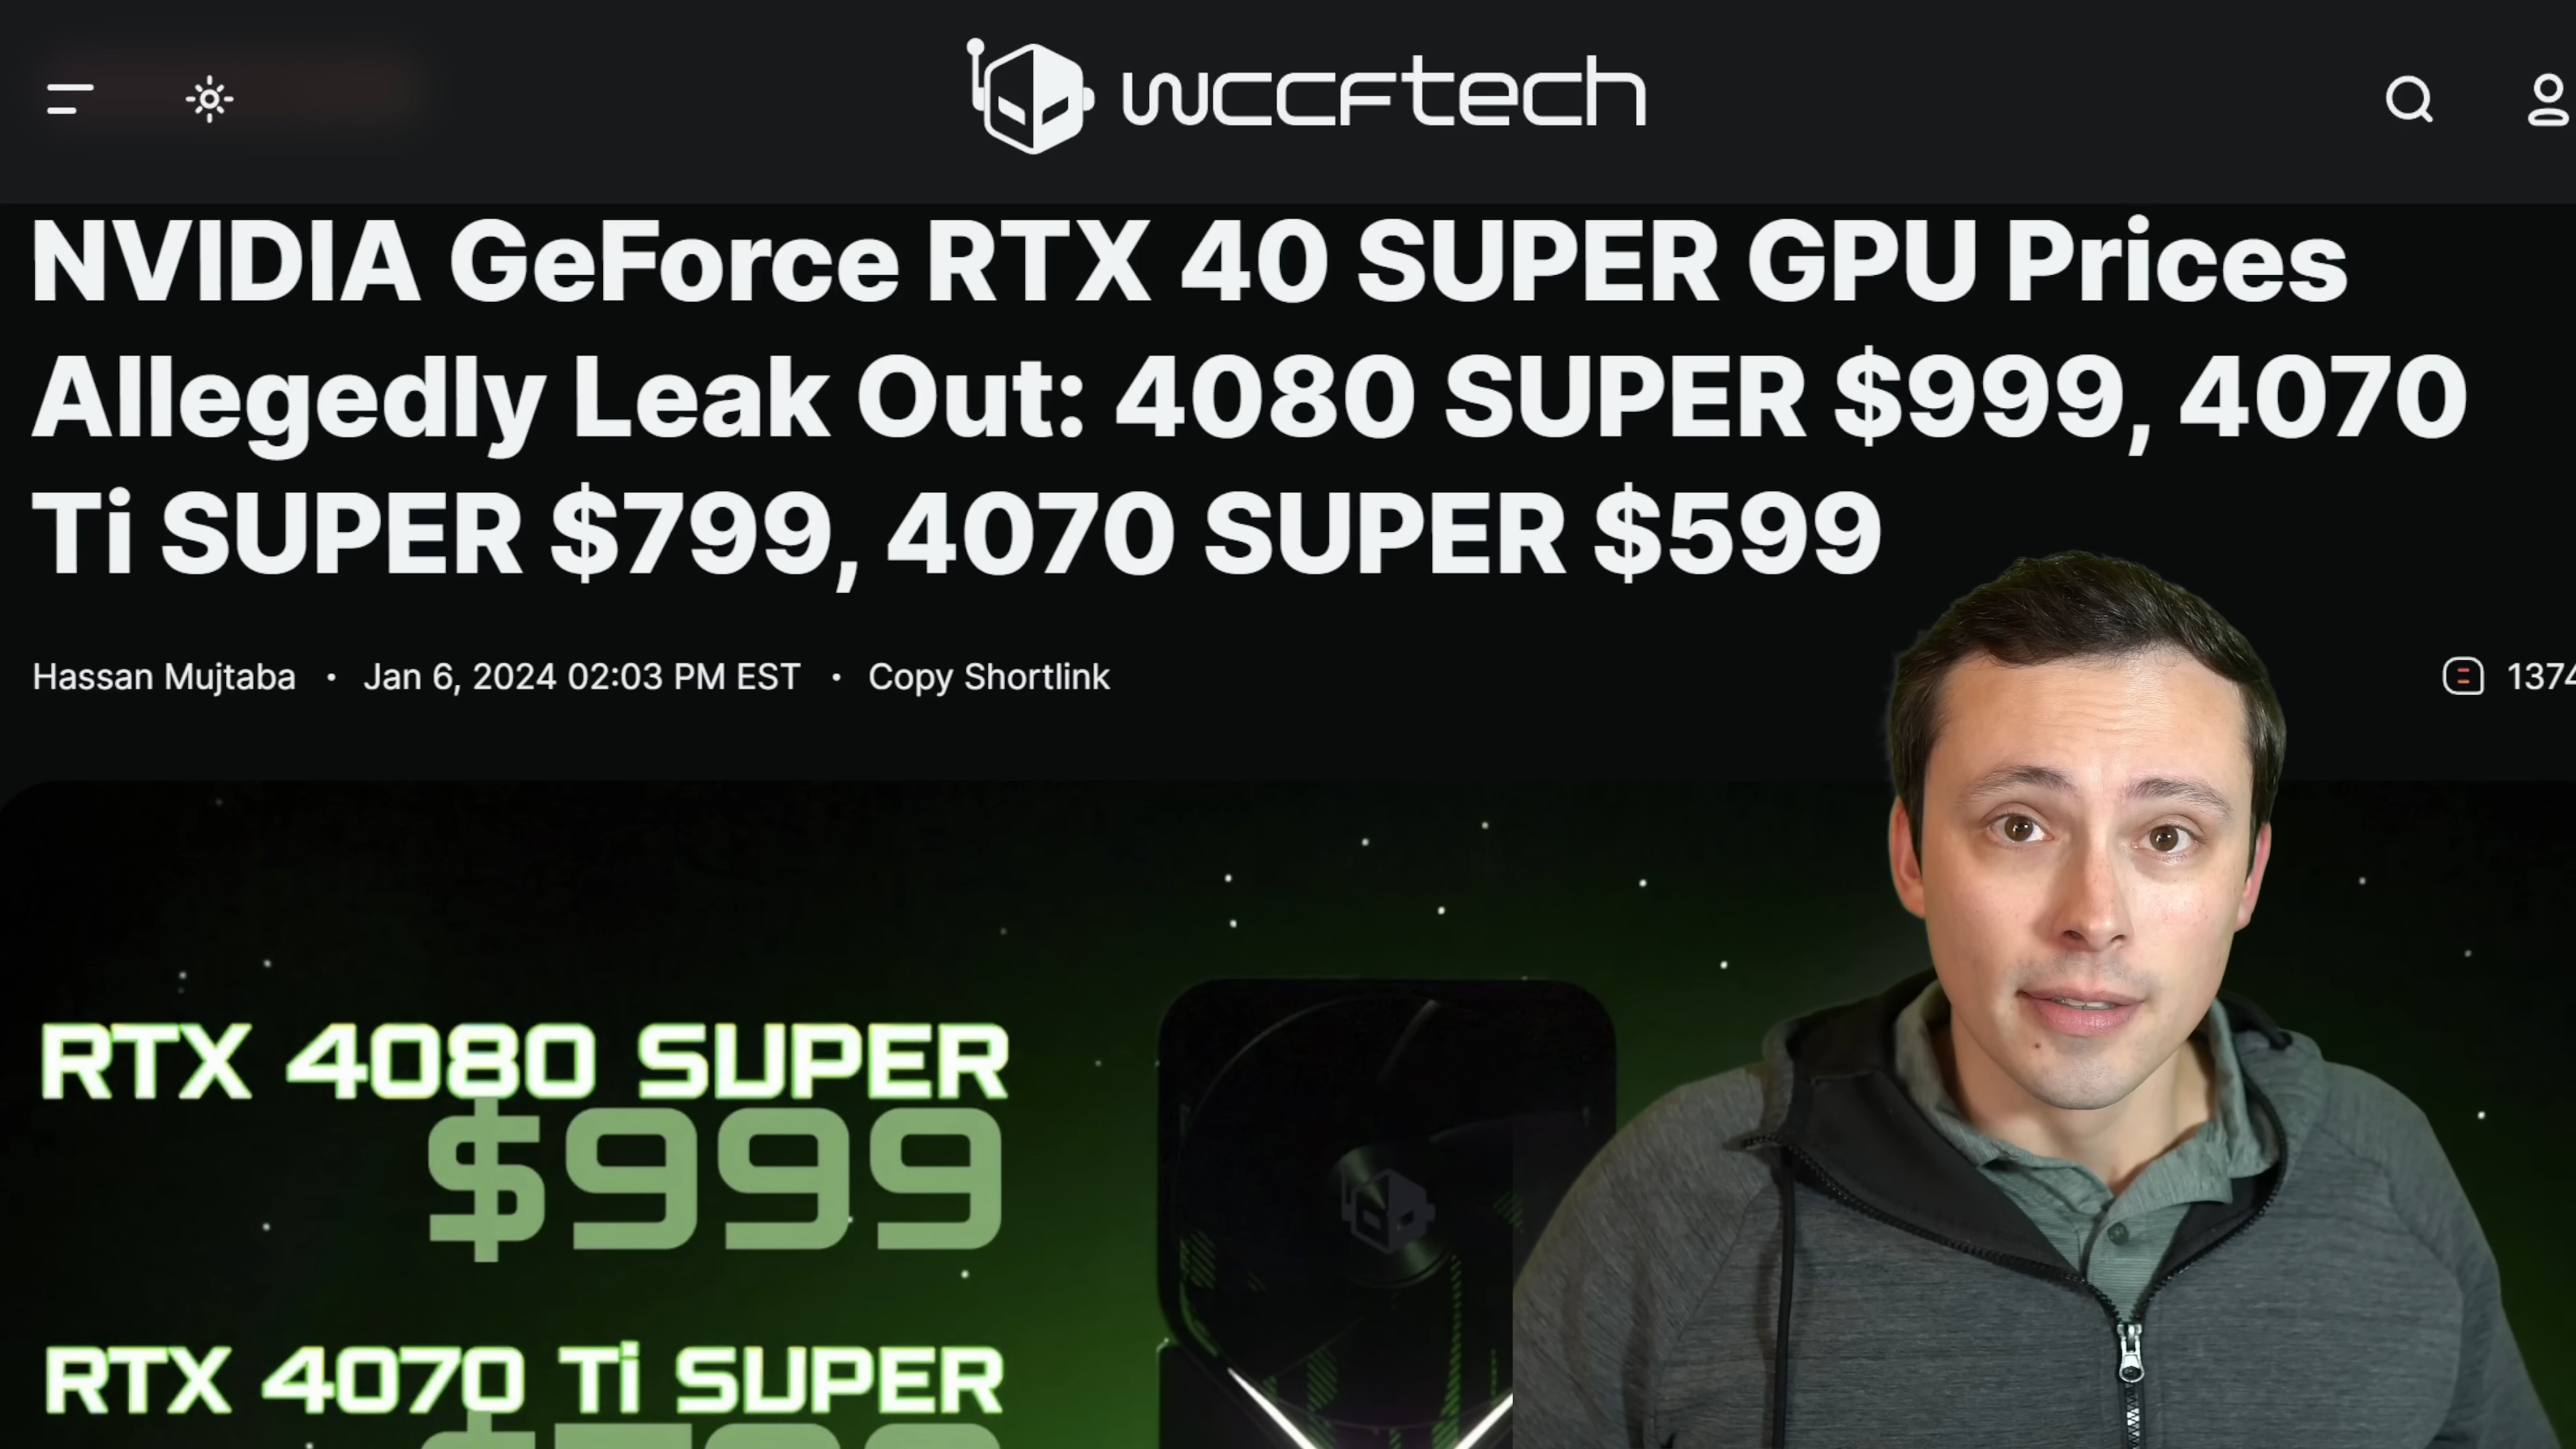 wccftech
NVIDIA GeForce RTX 40 SUPER GPU Prices
Allegedly Leak Out: 4080 SUPER $999, 4070
Ti SUPER $799, 4070 SUPER $599
Hassan Mujtaba • Jan 6, 2024 02:03 PM EST • Copy Shortlink
1374
RTX 4080 SUPER
$999
RTX 4070 Ti SUPER